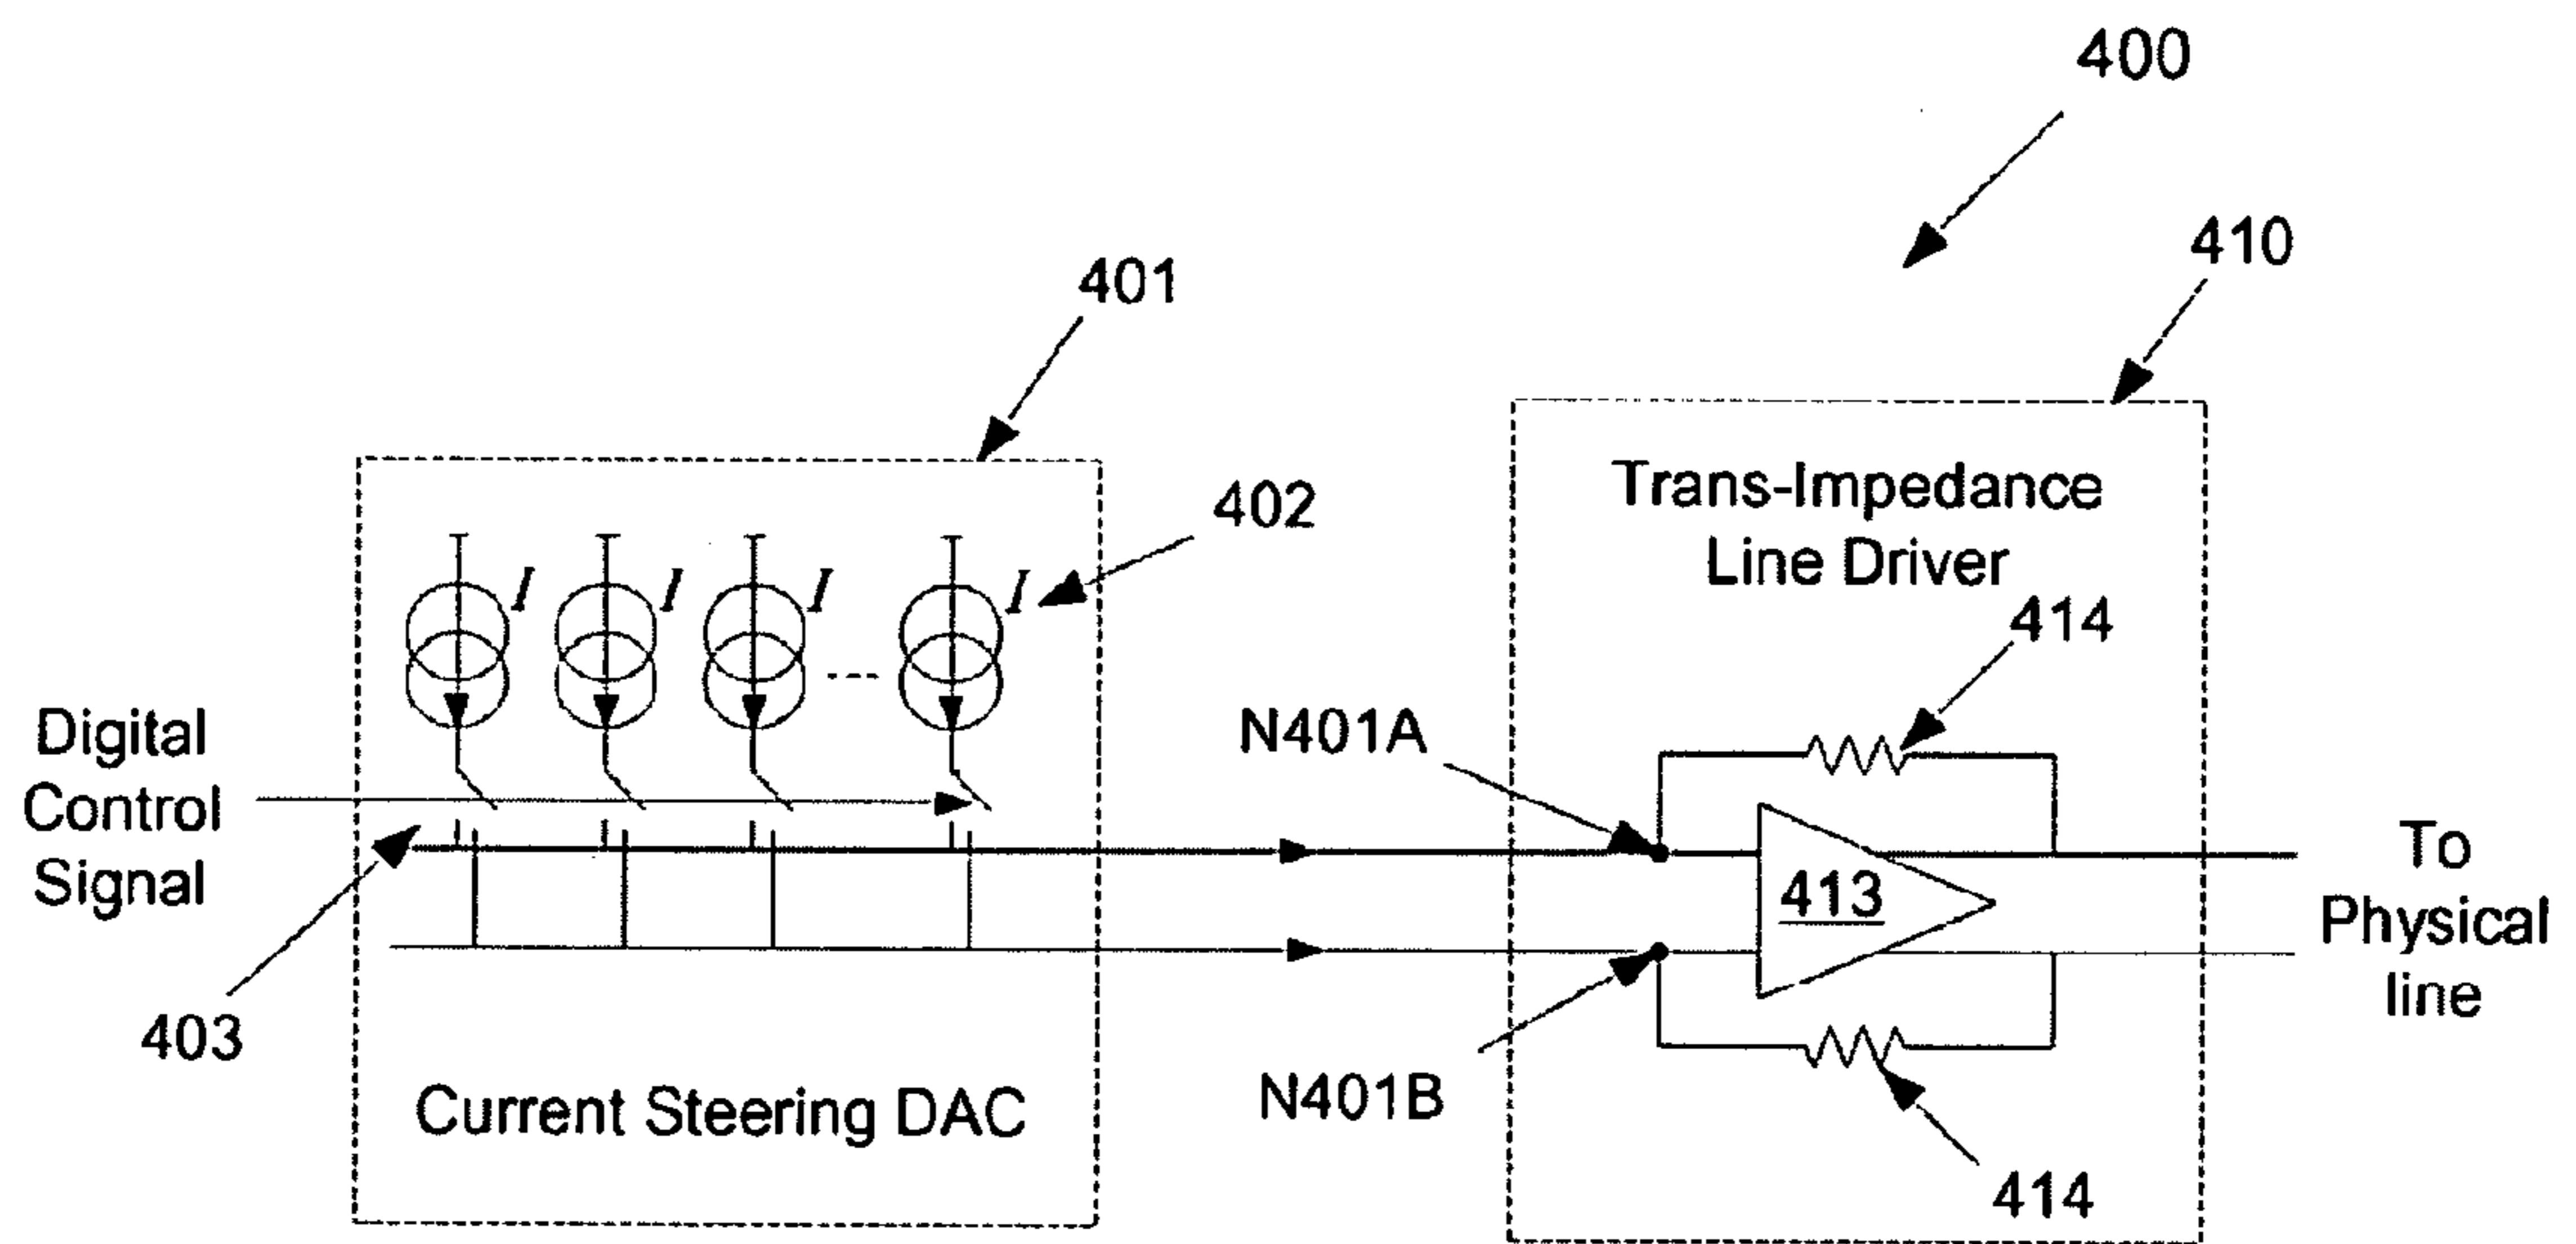 400
410
401
402
Trans-Impedance
Line Driver
I
I
I
I
414
Digital
Control
Signal
N401A
413
To
Physical
line
403
Current Steering DAC
N401B
414